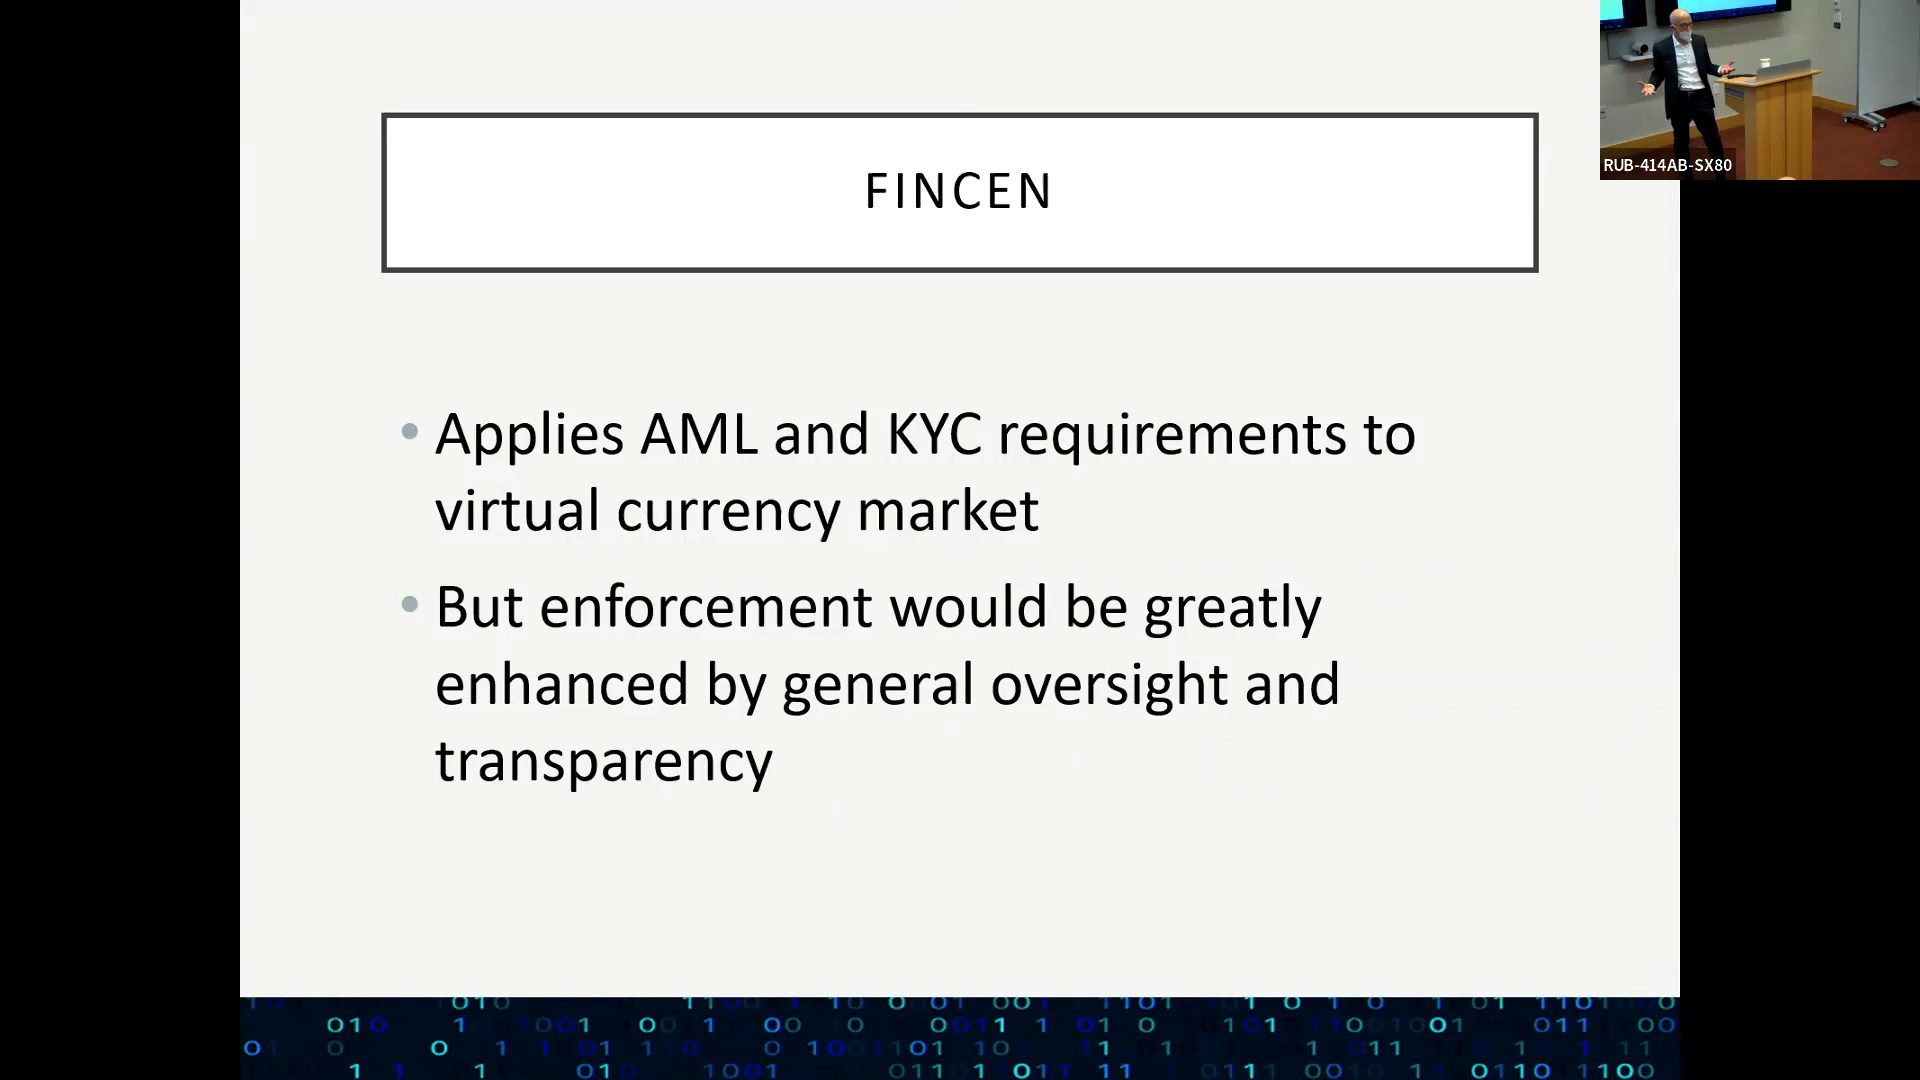 FINCEN
RUB-414AB-SX80
• Applies AML and KYC requirements to
virtual currency market
• But enforcement would be greatly
enhanced by general oversight and
transparency